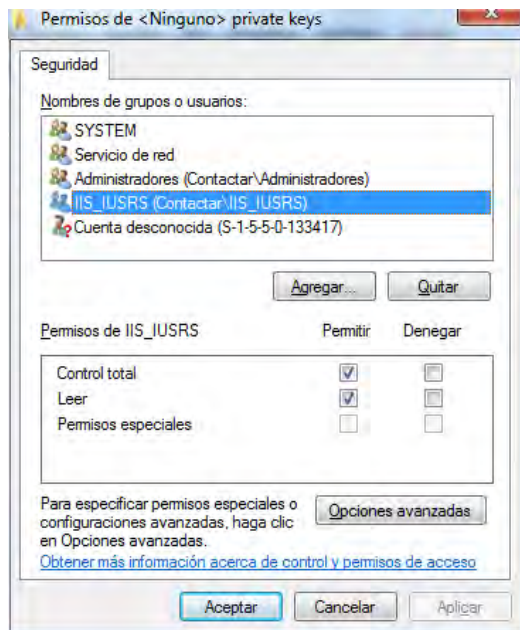 Permisos de <Ninguno> private keys
Seguridad
Nombres de grupos o usuarios:
SYSTEM
Servicio de red
Administradores (Contactar\Administradores)
IIS_IUSRS (Contactar\IIS_IUSRS)
Cuenta desconocida (S-1-5-5-0-133417)
Agregar... Quitar
Permisos de IIS_IUSRS Permitir Denegar
Control total
Leer
Permisos especiales
Para especificar permisos especiales o
configuraciones avanzadas, haga clic
en Opciones avanzadas.
Opciones avanzadas
Obtener más información acerca de control y permisos de acceso
Aceptar Cancelar Aplicar